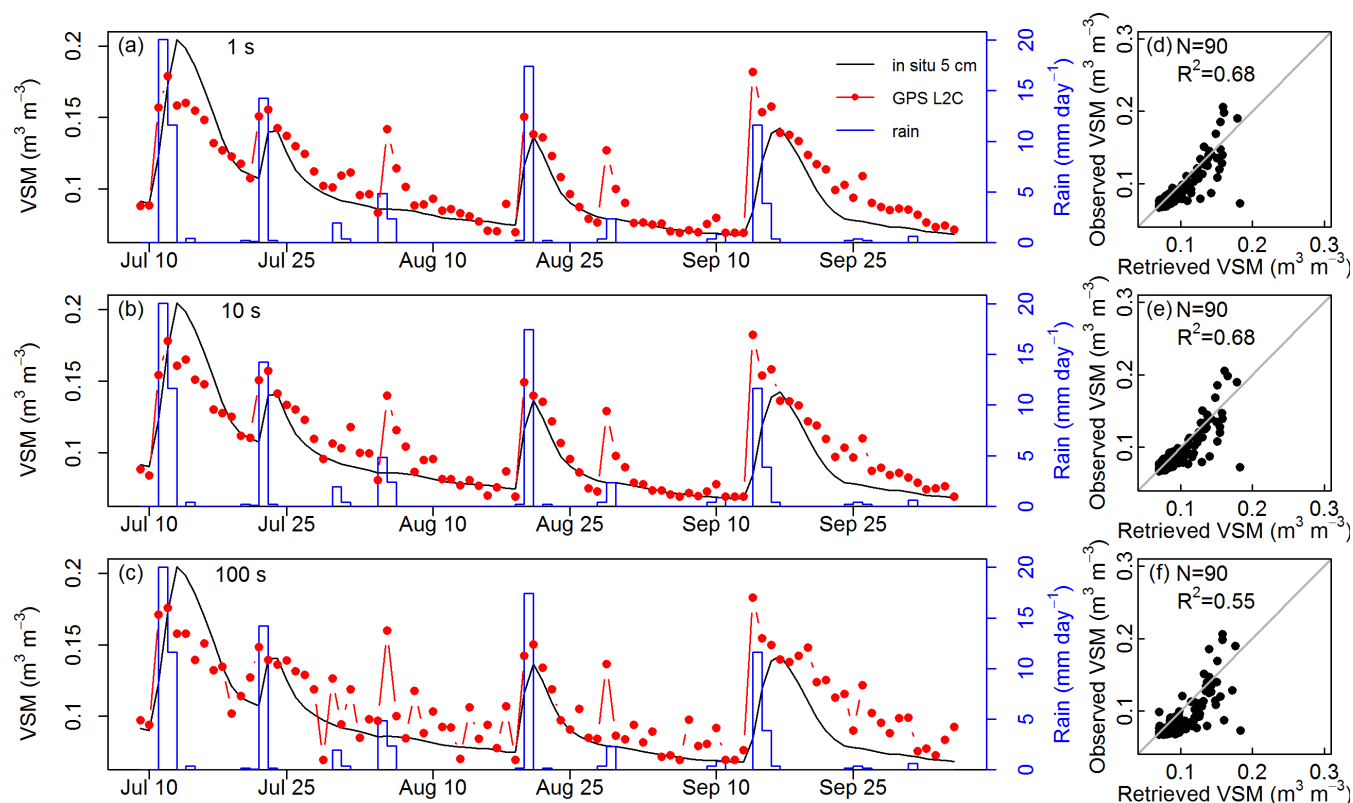 (a) 1 s
in situ 5 cm
GPS L2C
rain
VSM (m³ m⁻³)
0.1 0.15 0.2
Rain (mm day⁻¹)
0 5 10 15 20
Jul 10 Jul 25 Aug 10 Aug 25 Sep 10 Sep 25
(d) N=90
R²=0.68
Observed VSM (m³ m⁻³)
0.1 0.2 0.3
0.1 0.2 0.3
Retrieved VSM (m³ m⁻³)
(b) 10 s
VSM (m³ m⁻³)
0.1 0.15 0.2
Rain (mm day⁻¹)
0 5 10 15 20
Jul 10 Jul 25 Aug 10 Aug 25 Sep 10 Sep 25
(e) N=90
R²=0.68
Observed VSM (m³ m⁻³)
0.1 0.2 0.3
0.1 0.2 0.3
Retrieved VSM (m³ m⁻³)
(c) 100 s
VSM (m³ m⁻³)
0.1 0.15 0.2
Rain (mm day⁻¹)
0 5 10 15 20
Jul 10 Jul 25 Aug 10 Aug 25 Sep 10 Sep 25
(f) N=90
R²=0.55
Observed VSM (m³ m⁻³)
0.1 0.2 0.3
0.1 0.2 0.3
Retrieved VSM (m³ m⁻³)